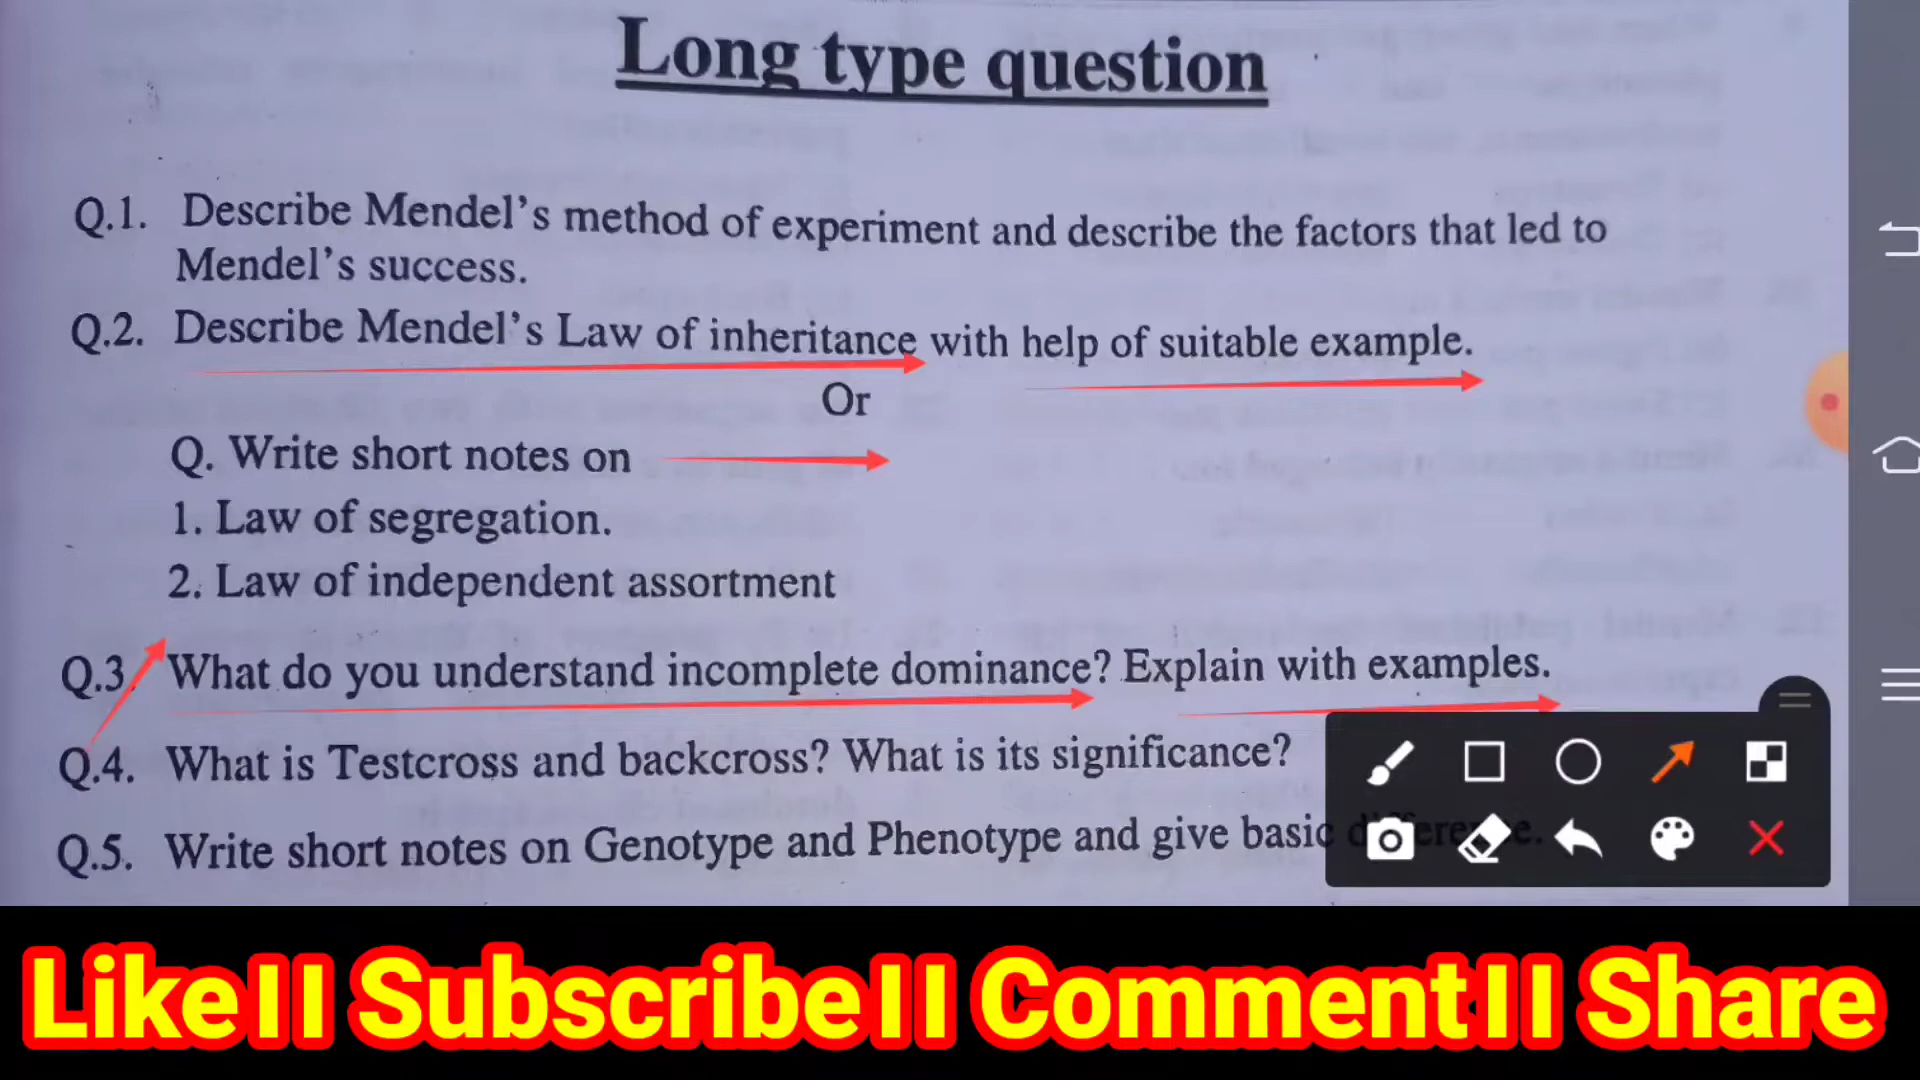 Long type question
Q.1. Describe Mendel's method of experiment and describe the factors that led to
Mendel's success.
Q.2. Describe Mendel's Law of inheritance with help of suitable example.
Or
Q. Write short notes on
1. Law of segregation.
2. Law of independent assortment
Q.3. What do you understand incomplete dominance? Explain with examples.
Q.4. What is Testcross and backcross? What is its significance?
Q.5. Write short notes on Genotype and Phenotype and give basic
Like II Subscribe II Comment II Share